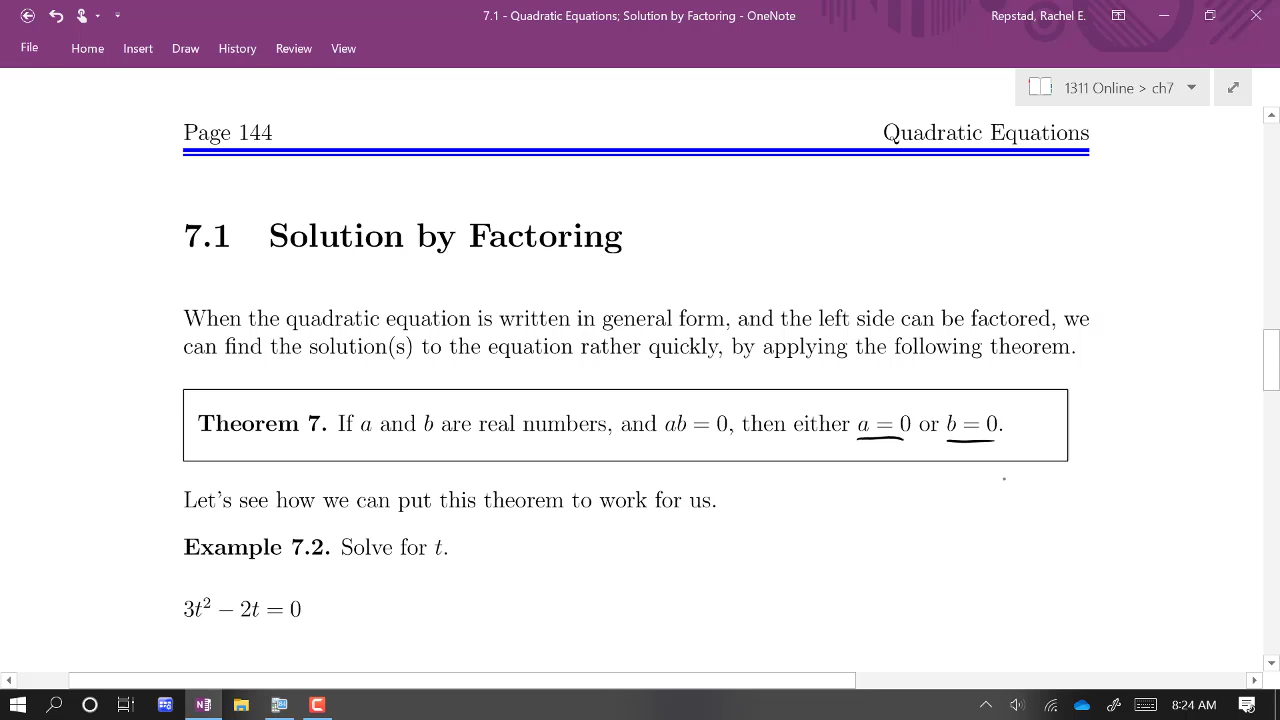 7.1 - Quadratic Equations; Solution by Factoring - OneNote
Repstad, Rachel E.
File Home Insert Draw History Review View
1311 Online > ch7
Page 144 Quadratic Equations
7.1 Solution by Factoring
When the quadratic equation is written in general form, and the left side can be factored, we
can find the solution(s) to the equation rather quickly, by applying the following theorem.
Theorem 7. If a and b are real numbers, and ab = 0, then either a = 0 or b = 0.
Let's see how we can put this theorem to work for us.
Example 7.2. Solve for t.
3t² − 2t = 0
8:24 AM